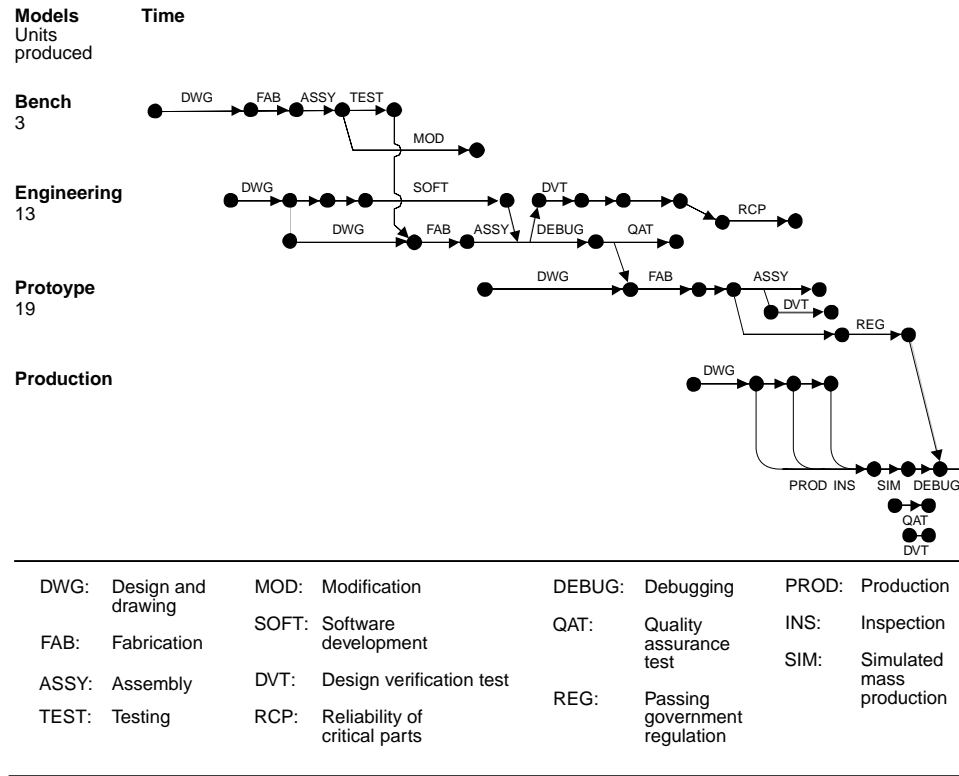 Models Time
Units
produced
Bench
3
DWG FAB ASSY TEST
MOD
Engineering
13
DWG SOFT DVT
RCP
DWG FAB ASSY DEBUG QAT
Protoype
19
DWG FAB ASSY
DVT
REG
Production
DWG
PROD INS SIM DEBUG
QAT
DVT
DWG: Design and
drawing
FAB: Fabrication
ASSY: Assembly
TEST: Testing
MOD: Modification
SOFT: Software
development
DVT: Design verification test
RCP: Reliability of
critical parts
DEBUG: Debugging
QAT: Quality
assurance
test
REG: Passing
government
regulation
PROD: Production
INS: Inspection
SIM: Simulated
mass
production